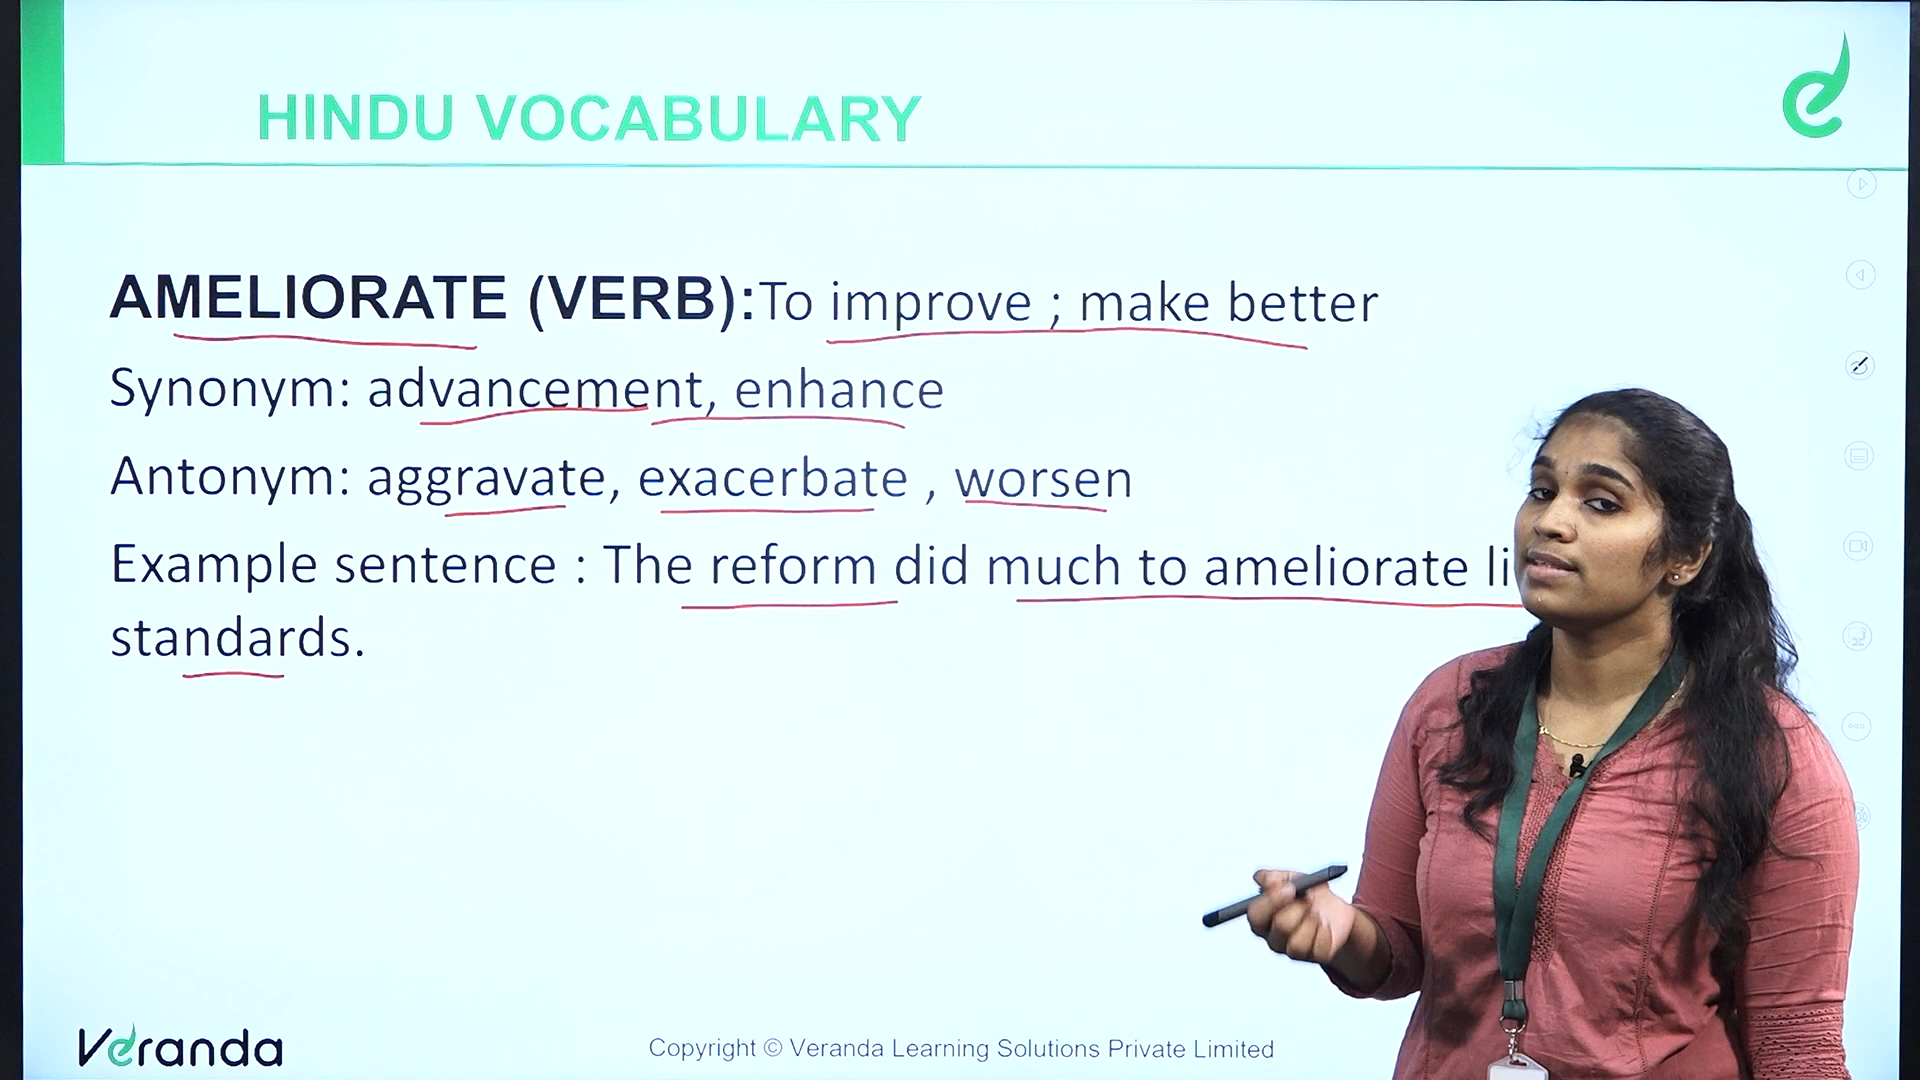 HINDU VOCABULARY
AMELIORATE (VERB):To improve ; make better
Synonym: advancement, enhance
Antonym: aggravate, exacerbate , worsen
Example sentence : The reform did much to ameliorate
standards.
Veranda
Copyright © Veranda Learning Solutions Private Limited